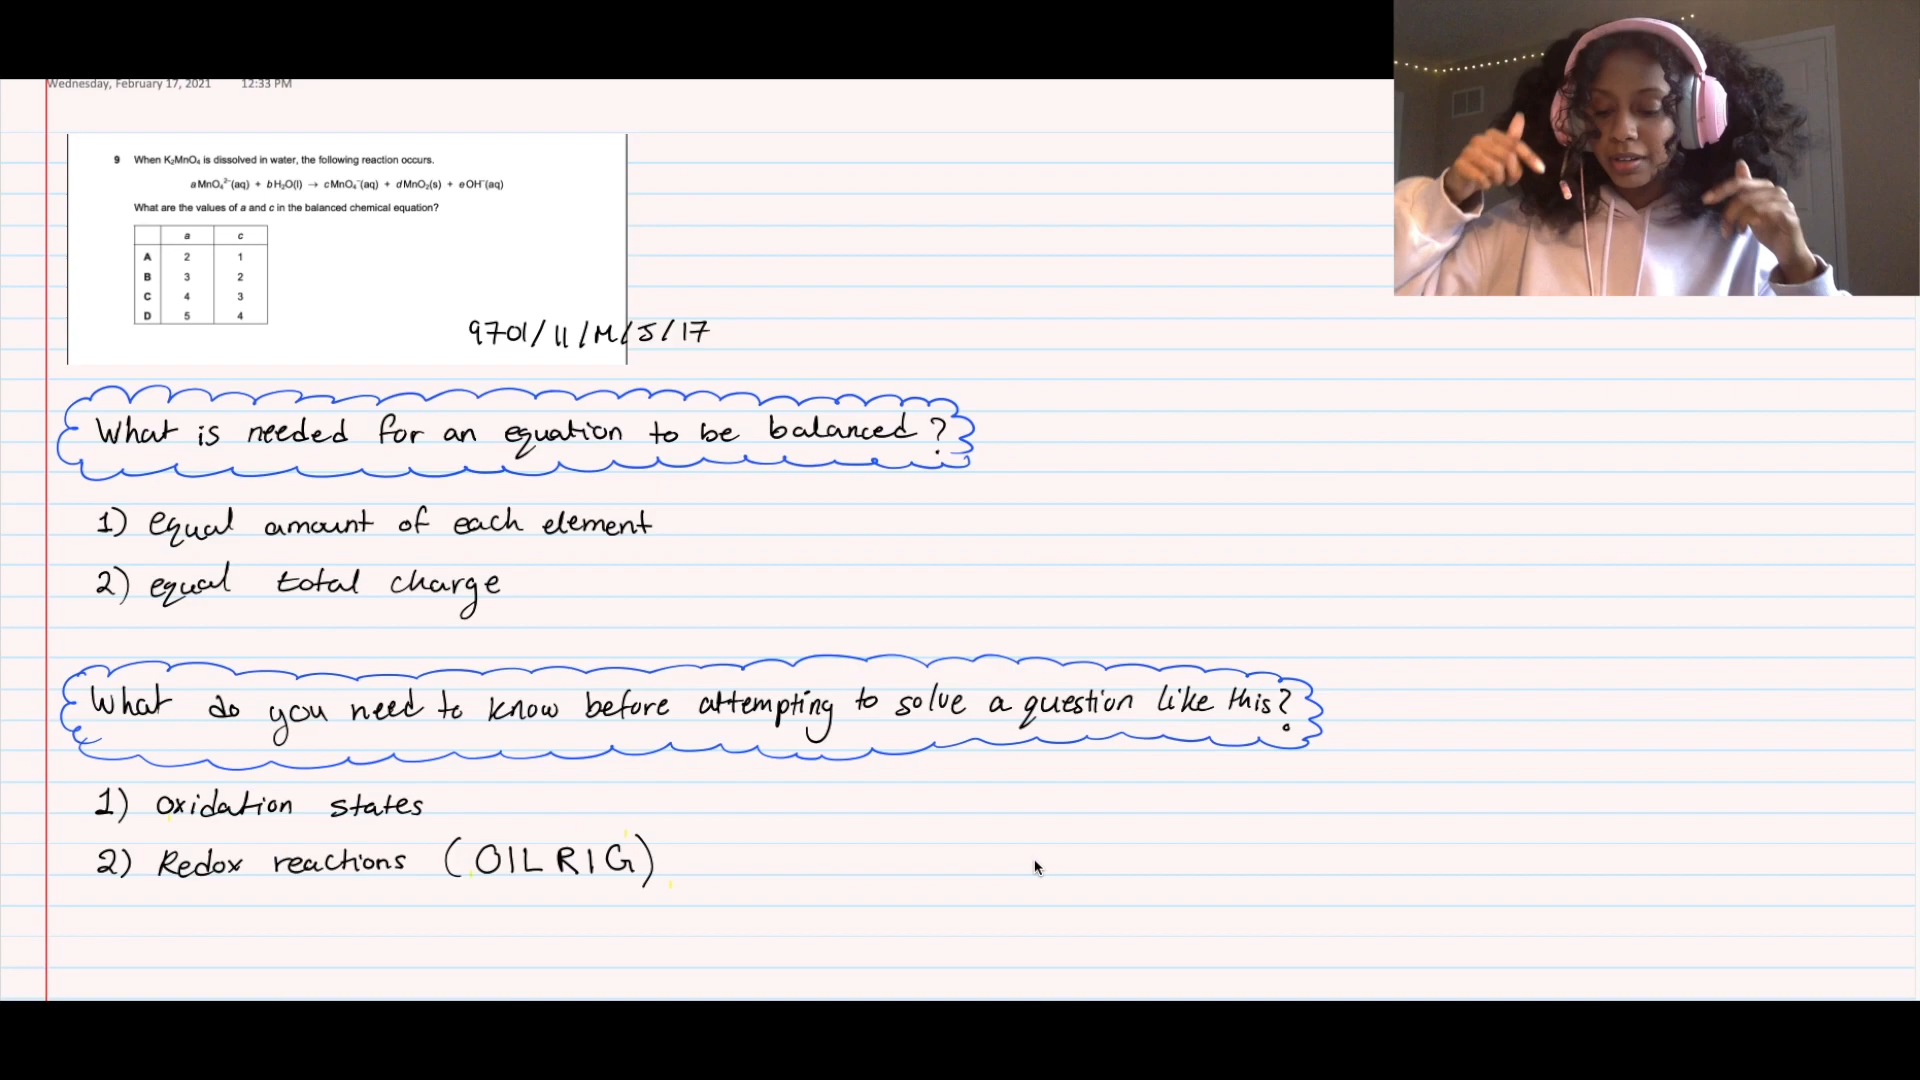 Wednesday, February 17, 2021 12:33 PM
9 When K₂MnO₄ is dissolved in water, the following reaction occurs.
aMnO₄²⁻(aq) + bH₂O(l) → cMnO₄⁻(aq) + dMnO₂(s) + eOH⁻(aq)
What are the values of a and c in the balanced chemical equation?
a c
A 2 1
B 3 2
C 4 3
D 5 4
9701/11/M/J/17
What is needed for an equation to be balanced?
1) equal amount of each element
2) equal total charge
What do you need to know before attempting to solve a question like this?
1) oxidation states
2) Redox reactions (OILRIG)